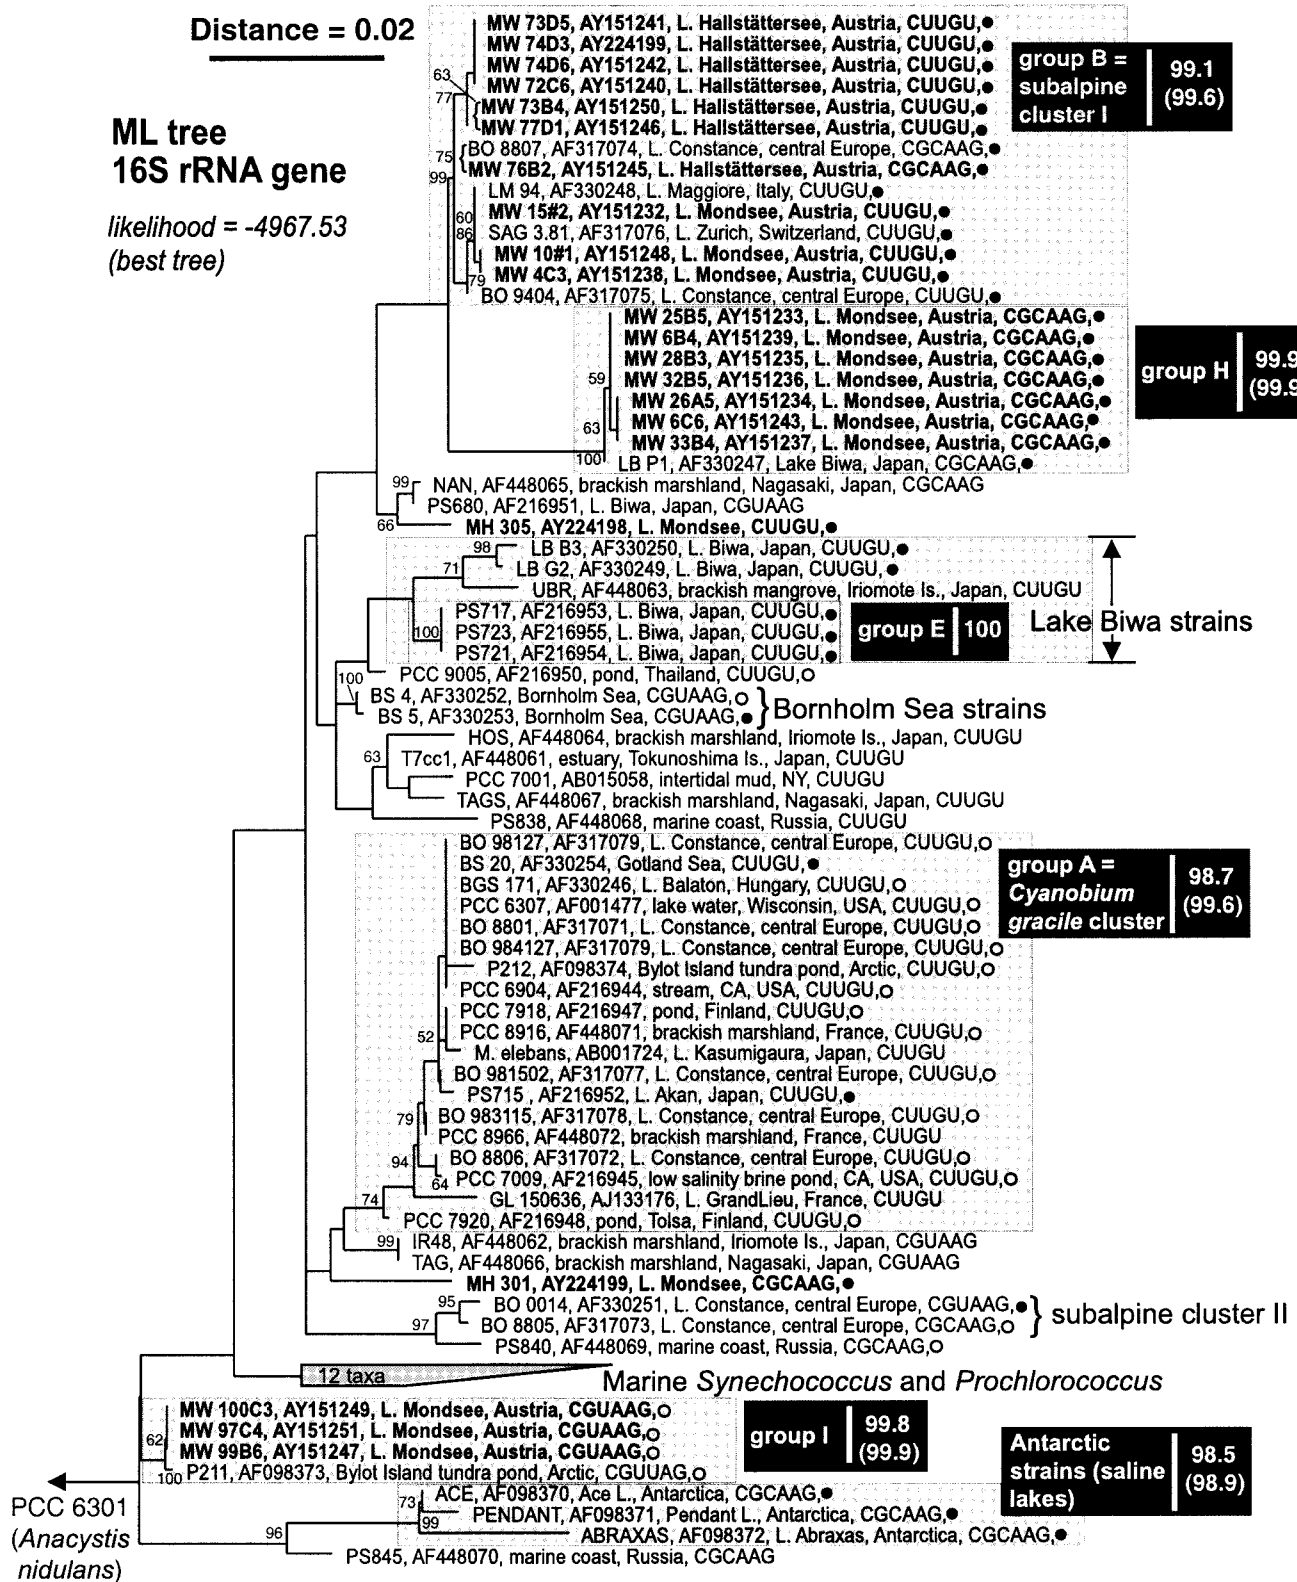 Distance = 0.02
ML tree
16S rRNA gene
likelihood = -4967.53
(best tree)
MW 73D5, AY151241, L. Hallstättersee, Austria, CUUGU,●
MW 74D3, AY224199, L. Hallstättersee, Austria, CUUGU,●
MW 74D6, AY151242, L. Hallstättersee, Austria, CUUGU,●
MW 72C6, AY151240, L. Hallstättersee, Austria, CUUGU,●
63
77
MW 73B4, AY151250, L. Hallstättersee, Austria, CUUGU,●
MW 77D1, AY151246, L. Hallstättersee, Austria, CUUGU,●
BO 8807, AF317074, L. Constance, central Europe, CGCAAG,●
75
MW 76B2, AY151245, L. Hallstättersee, Austria, CGCAAG,●
99
LM 94, AF330248, L. Maggiore, Italy, CUUGU,●
60
MW 15#2, AY151232, L. Mondsee, Austria, CUUGU,●
86
SAG 3.81, AF317076, L. Zurich, Switzerland, CUUGU,●
MW 10#1, AY151248, L. Mondsee, Austria, CUUGU,●
79
MW 4C3, AY151238, L. Mondsee, Austria, CUUGU,●
BO 9404, AF317075, L. Constance, central Europe, CUUGU,●
group B =
subalpine
cluster I
99.1
(99.6)
MW 25B5, AY151233, L. Mondsee, Austria, CGCAAG,●
MW 6B4, AY151239, L. Mondsee, Austria, CGCAAG,●
MW 28B3, AY151235, L. Mondsee, Austria, CGCAAG,●
59
MW 32B5, AY151236, L. Mondsee, Austria, CGCAAG,●
MW 26A5, AY151234, L. Mondsee, Austria, CGCAAG,●
63
MW 6C6, AY151243, L. Mondsee, Austria, CGCAAG,●
MW 33B4, AY151237, L. Mondsee, Austria, CGCAAG,●
100
LB P1, AF330247, Lake Biwa, Japan, CGCAAG,●
group H
99.9
(99.9
99
NAN, AF448065, brackish marshland, Nagasaki, Japan, CGCAAG
PS680, AF216951, L. Biwa, Japan, CGUAAG
66
MH 305, AY224198, L. Mondsee, CUUGU,●
98
LB B3, AF330250, L. Biwa, Japan, CUUGU,●
71
LB G2, AF330249, L. Biwa, Japan, CUUGU,●
UBR, AF448063, brackish mangrove, Iriomote Is., Japan, CUUGU
PS717, AF216953, L. Biwa, Japan, CUUGU,●
100
PS723, AF216955, L. Biwa, Japan, CUUGU,●
PS721, AF216954, L. Biwa, Japan, CUUGU,●
group E
100
Lake Biwa strains
PCC 9005, AF216950, pond, Thailand, CUUGU,○
100
BS 4, AF330252, Bornholm Sea, CGUAAG,○
BS 5, AF330253, Bornholm Sea, CGUAAG,●
} Bornholm Sea strains
HOS, AF448064, brackish marshland, Iriomote Is., Japan, CUUGU
63
T7cc1, AF448061, estuary, Tokunoshima Is., Japan, CUUGU
PCC 7001, AB015058, intertidal mud, NY, CUUGU
TAGS, AF448067, brackish marshland, Nagasaki, Japan, CUUGU
PS838, AF448068, marine coast, Russia, CUUGU
BO 98127, AF317079, L. Constance, central Europe, CUUGU,○
BS 20, AF330254, Gotland Sea, CUUGU,●
BGS 171, AF330246, L. Balaton, Hungary, CUUGU,○
PCC 6307, AF001477, lake water, Wisconsin, USA, CUUGU,○
BO 8801, AF317071, L. Constance, central Europe, CUUGU,○
BO 984127, AF317079, L. Constance, central Europe, CUUGU,○
P212, AF098374, Bylot Island tundra pond, Arctic, CUUGU,○
PCC 6904, AF216944, stream, CA, USA, CUUGU,○
PCC 7918, AF216947, pond, Finland, CUUGU,○
52
PCC 8916, AF448071, brackish marshland, France, CUUGU,○
M. elebans, AB001724, L. Kasumigaura, Japan, CUUGU
BO 981502, AF317077, L. Constance, central Europe, CUUGU,○
PS715 , AF216952, L. Akan, Japan, CUUGU,●
79
BO 983115, AF317078, L. Constance, central Europe, CUUGU,○
PCC 8966, AF448072, brackish marshland, France, CUUGU
94
BO 8806, AF317072, L. Constance, central Europe, CUUGU,○
64
PCC 7009, AF216945, low salinity brine pond, CA, USA, CUUGU,○
74
GL 150636, AJ133176, L. GrandLieu, France, CUUGU
PCC 7920, AF216948, pond, Tolsa, Finland, CUUGU,○
group A =
Cyanobium
gracile cluster
98.7
(99.6)
99
IR48, AF448062, brackish marshland, Iriomote Is., Japan, CGUAAG
TAG, AF448066, brackish marshland, Nagasaki, Japan, CGUAAG
MH 301, AY224199, L. Mondsee, CGCAAG,●
95
BO 0014, AF330251, L. Constance, central Europe, CGUAAG,●
97
BO 8805, AF317073, L. Constance, central Europe, CGCAAG,○
} subalpine cluster II
PS840, AF448069, marine coast, Russia, CGCAAG,○
12 taxa
Marine Synechococcus and Prochlorococcus
MW 100C3, AY151249, L. Mondsee, Austria, CGUAAG,○
62
MW 97C4, AY151251, L. Mondsee, Austria, CGUAAG,○
MW 99B6, AY151247, L. Mondsee, Austria, CGUAAG,○
100
P211, AF098373, Bylot Island tundra pond, Arctic, CGUUAG,○
group I
99.8
(99.9)
PCC 6301
(Anacystis
nidulans)
73
ACE, AF098370, Ace L., Antarctica, CGCAAG,●
99
PENDANT, AF098371, Pendant L., Antarctica, CGCAAG,●
96
ABRAXAS, AF098372, L. Abraxas, Antarctica, CGCAAG,●
PS845, AF448070, marine coast, Russia, CGCAAG
Antarctic
strains (saline
lakes)
98.5
(98.9)